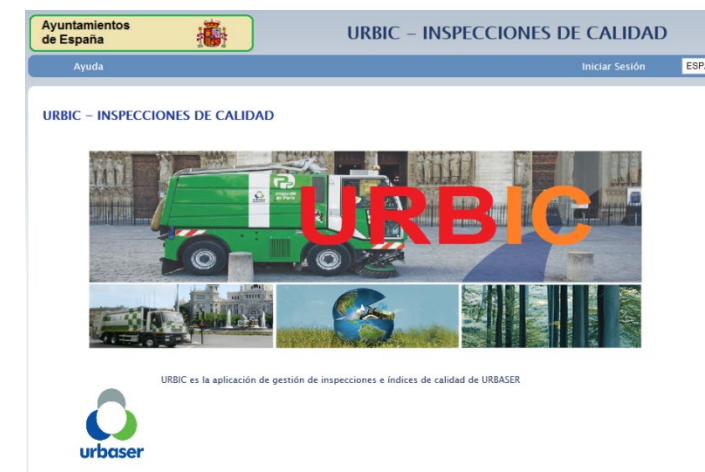 Ayuntamientos
de España
URBIC – INSPECCIONES DE CALIDAD
Ayuda
Iniciar Sesión
ESP
URBIC – INSPECCIONES DE CALIDAD
URBIC
URBIC es la aplicación de gestión de inspecciones e índices de calidad de URBASER
urbaser